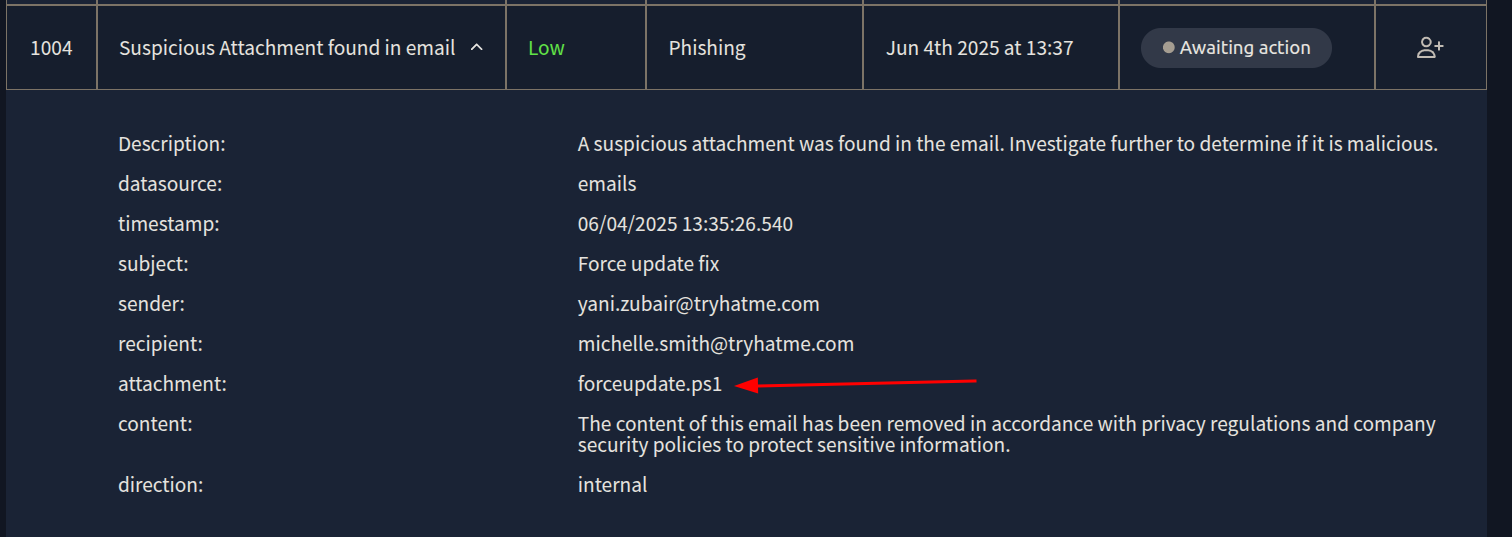 1004 Suspicious Attachment found in email Low Phishing Jun 4th 2025 at 13:37 Awaiting action
Description: A suspicious attachment was found in the email. Investigate further to determine if it is malicious.
datasource: emails
timestamp: 06/04/2025 13:35:26.540
subject: Force update fix
sender: yani.zubair@tryhatme.com
recipient: michelle.smith@tryhatme.com
attachment: forceupdate.ps1
content: The content of this email has been removed in accordance with privacy regulations and company
security policies to protect sensitive information.
direction: internal